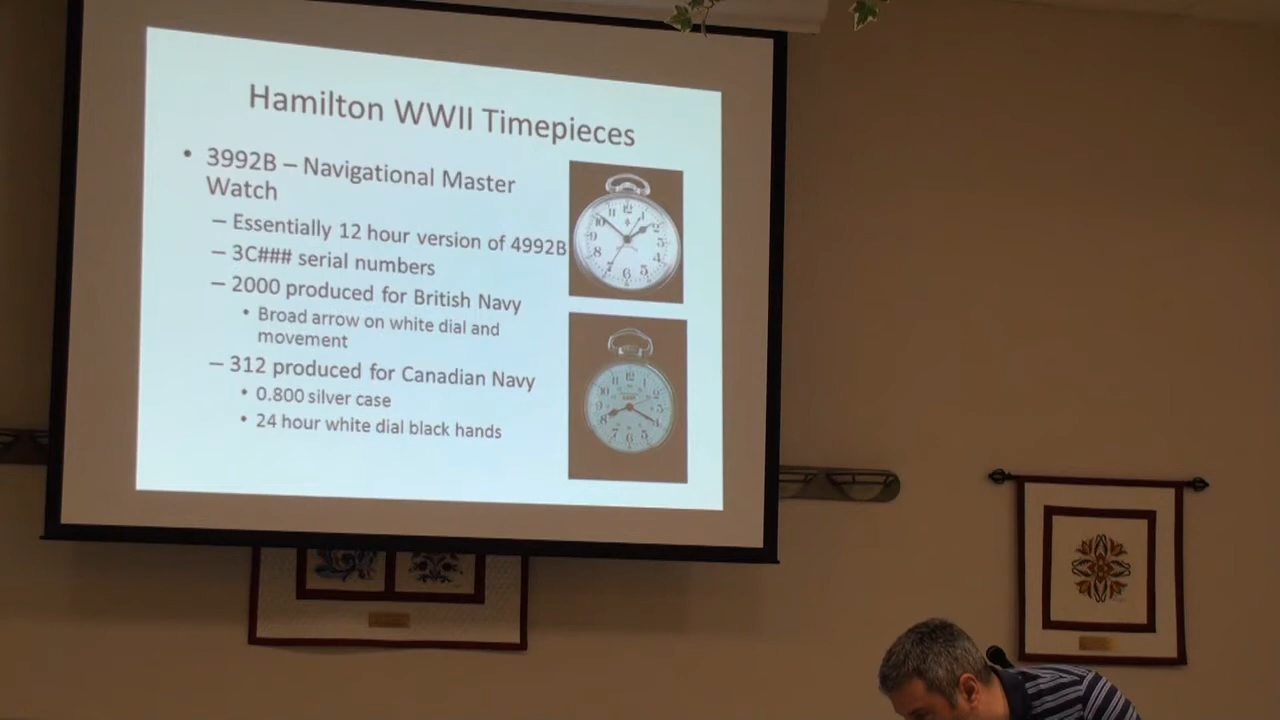 Hamilton WWII Timepieces
• 3992B – Navigational Master
Watch
– Essentially 12 hour version of 4992B
– 3C### serial numbers
– 2000 produced for British Navy
• Broad arrow on white dial and
movement
– 312 produced for Canadian Navy
• 0.800 silver case
• 24 hour white dial black hands